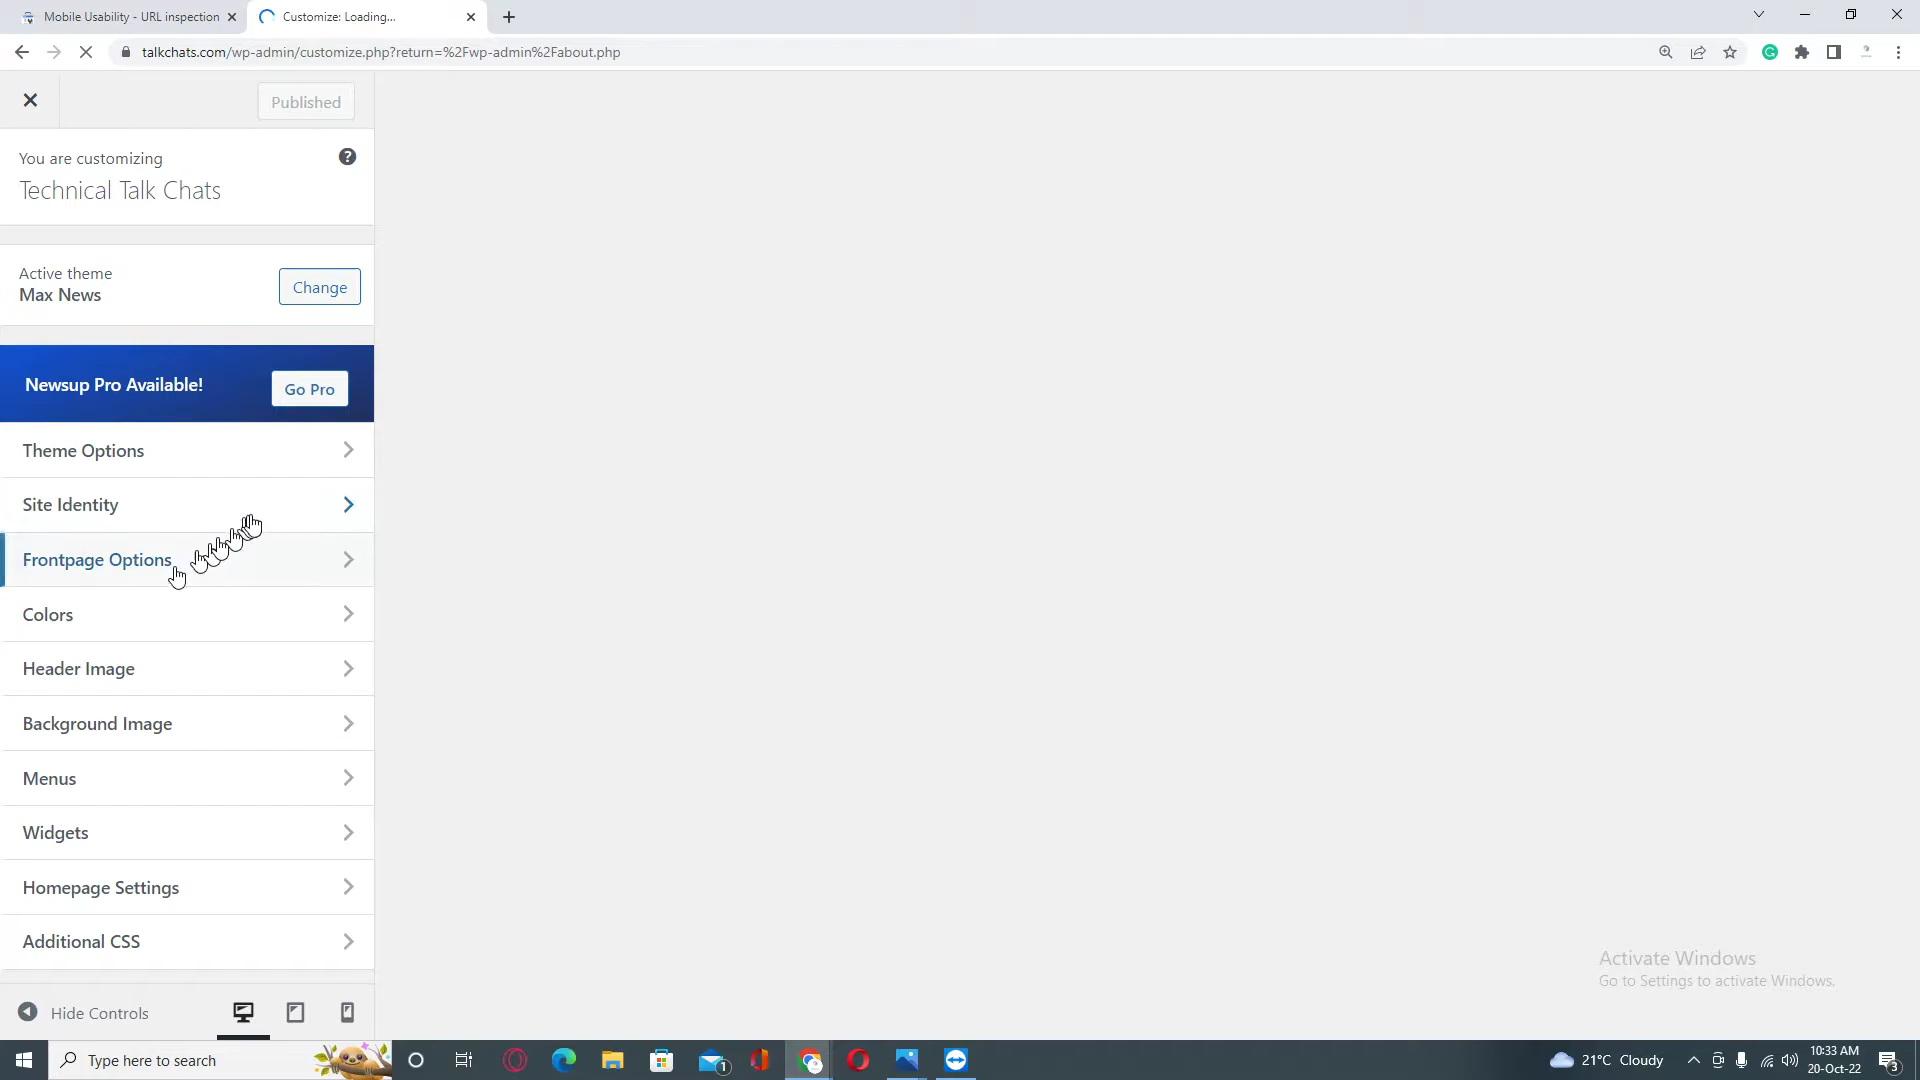 Mobile Usability - URL inspection
Customize: Loading...
talkchats.com/wp-admin/customize.php?return=%2Fwp-admin%2Fabout.php
Published
You are customizing
Technical Talk Chats
Active theme
Max News
Change
Newsup Pro Available!
Go Pro
Theme Options
Site Identity
Frontpage Options
Colors
Header Image
Background Image
Menus
Widgets
Homepage Settings
Additional CSS
Hide Controls
Activate Windows
Go to Settings to activate Windows.
Type here to search
1
21°C Cloudy
10:33 AM
20-Oct-22
3